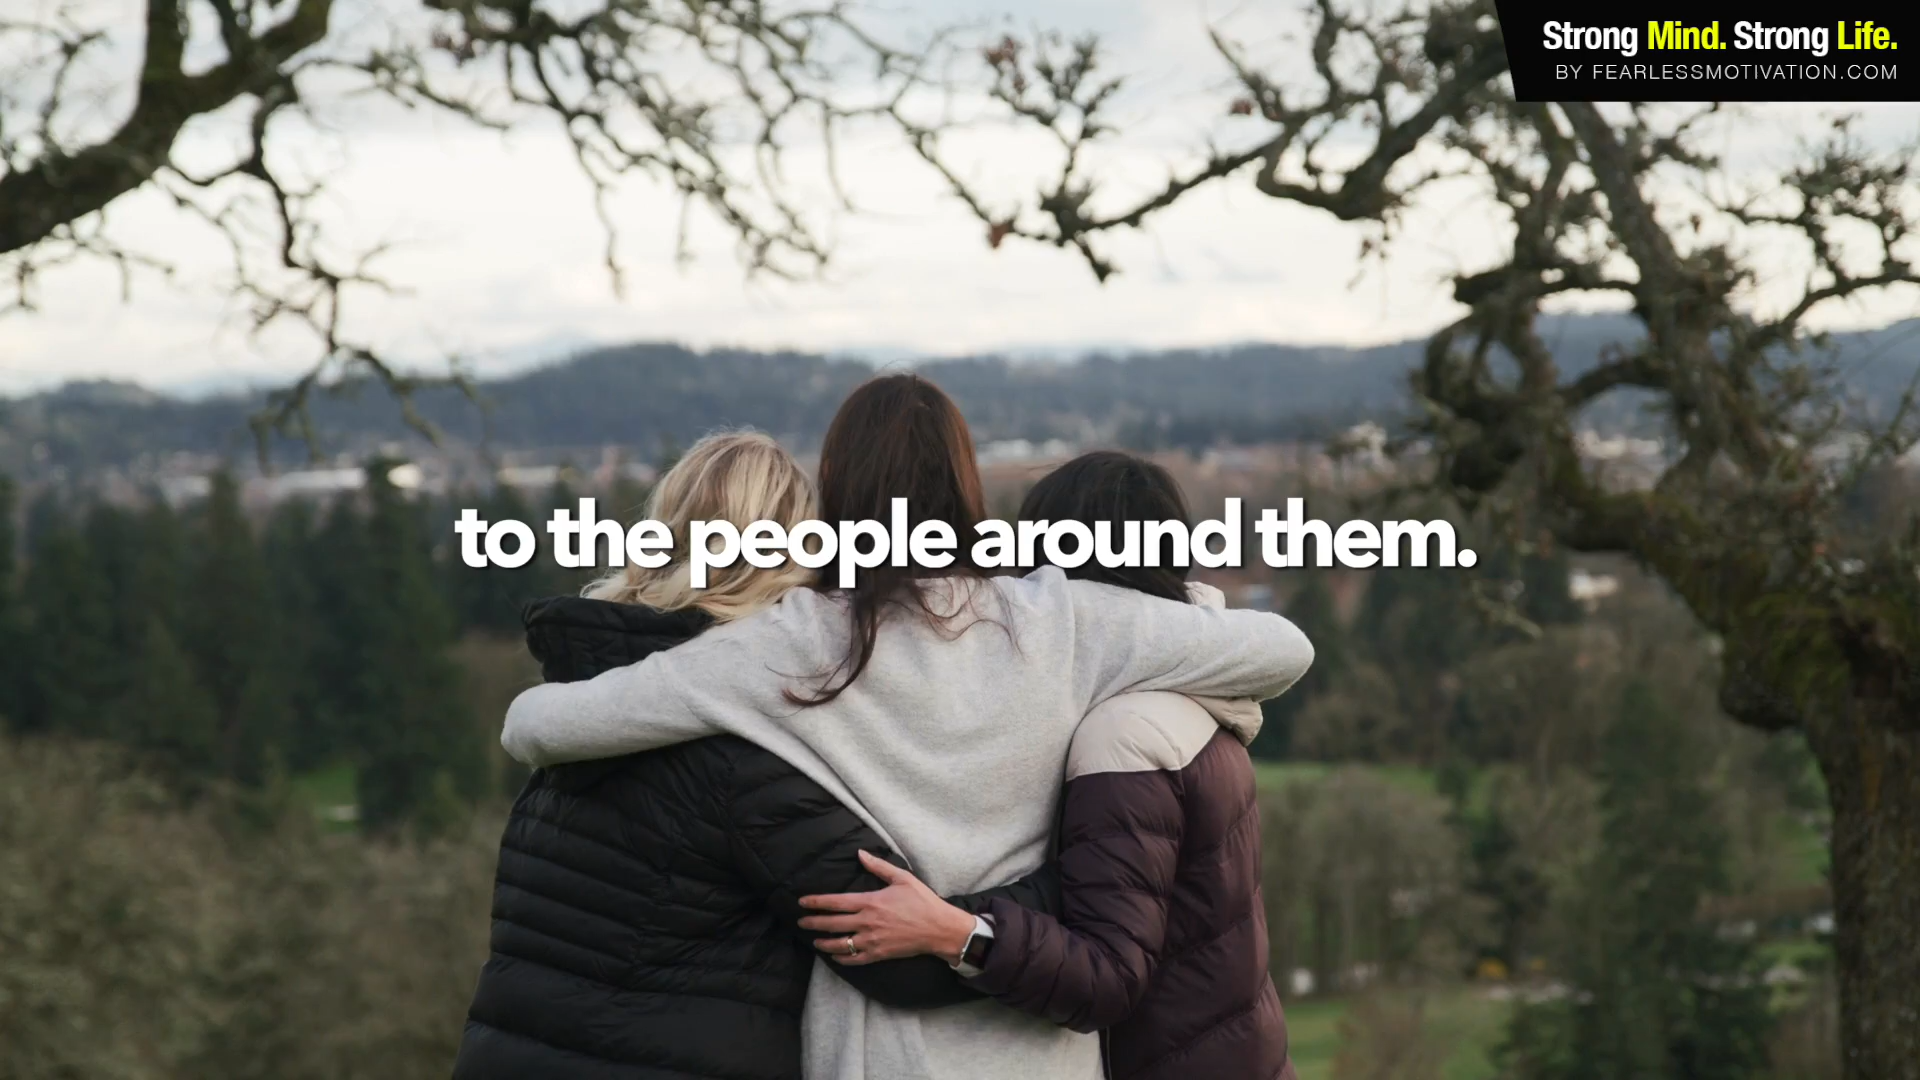 Strong Mind. Strong Life.
BY FEARLESSMOTIVATION.COM
to the people around them.